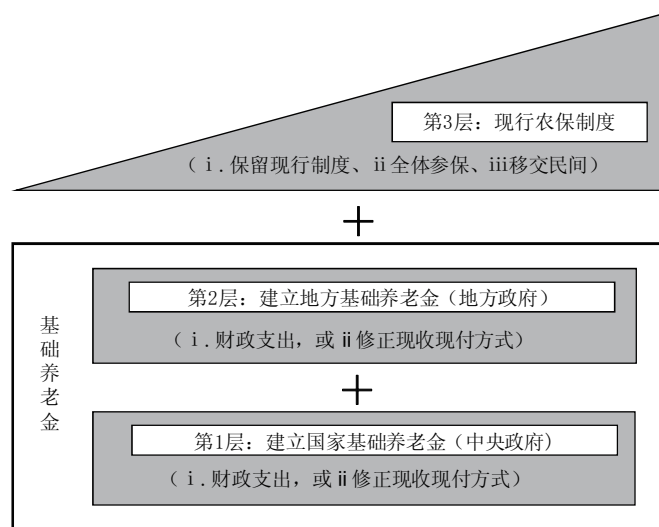 第3层：现行农保制度
（ⅰ.保留现行制度、ⅱ全体参保、ⅲ移交民间）
+
基础养老金
第2层：建立地方基础养老金（地方政府）
（ⅰ.财政支出，或ⅱ修正现收现付方式）
+
第1层：建立国家基础养老金（中央政府）
（ⅰ.财政支出，或ⅱ修正现收现付方式）